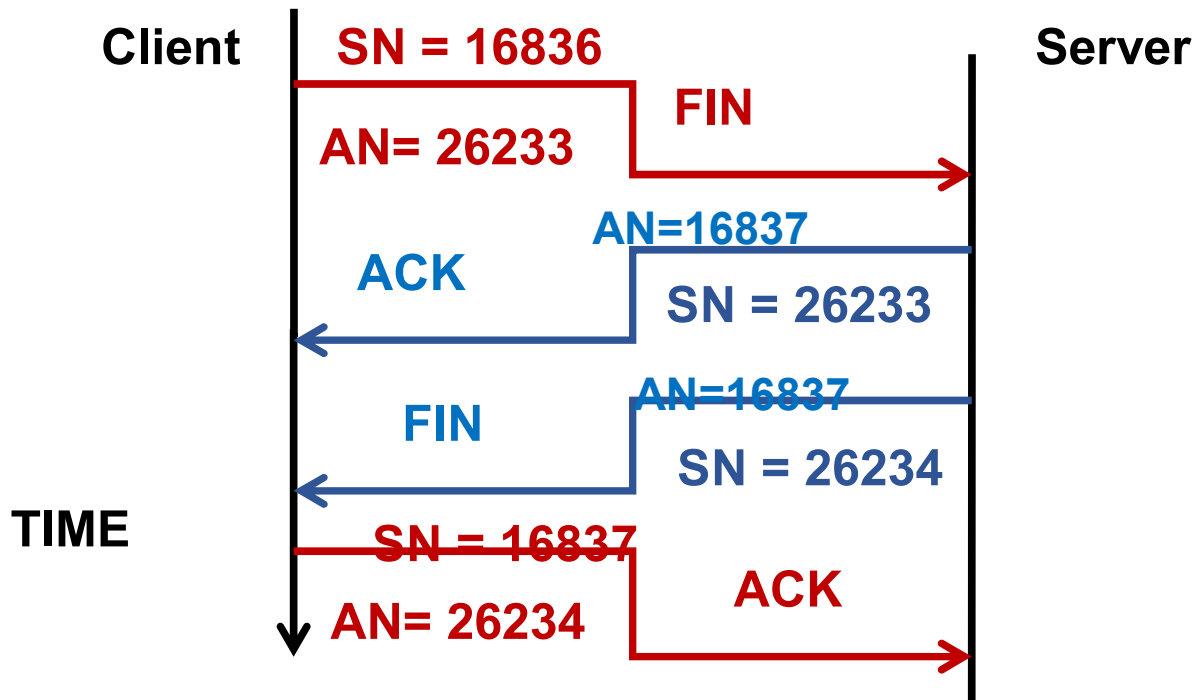 Client
SN = 16836
Server
FIN
AN= 26233
AN=16837
ACK
SN = 26233
AN=16837
FIN
SN = 26234
TIME
SN = 16837
ACK
AN= 26234